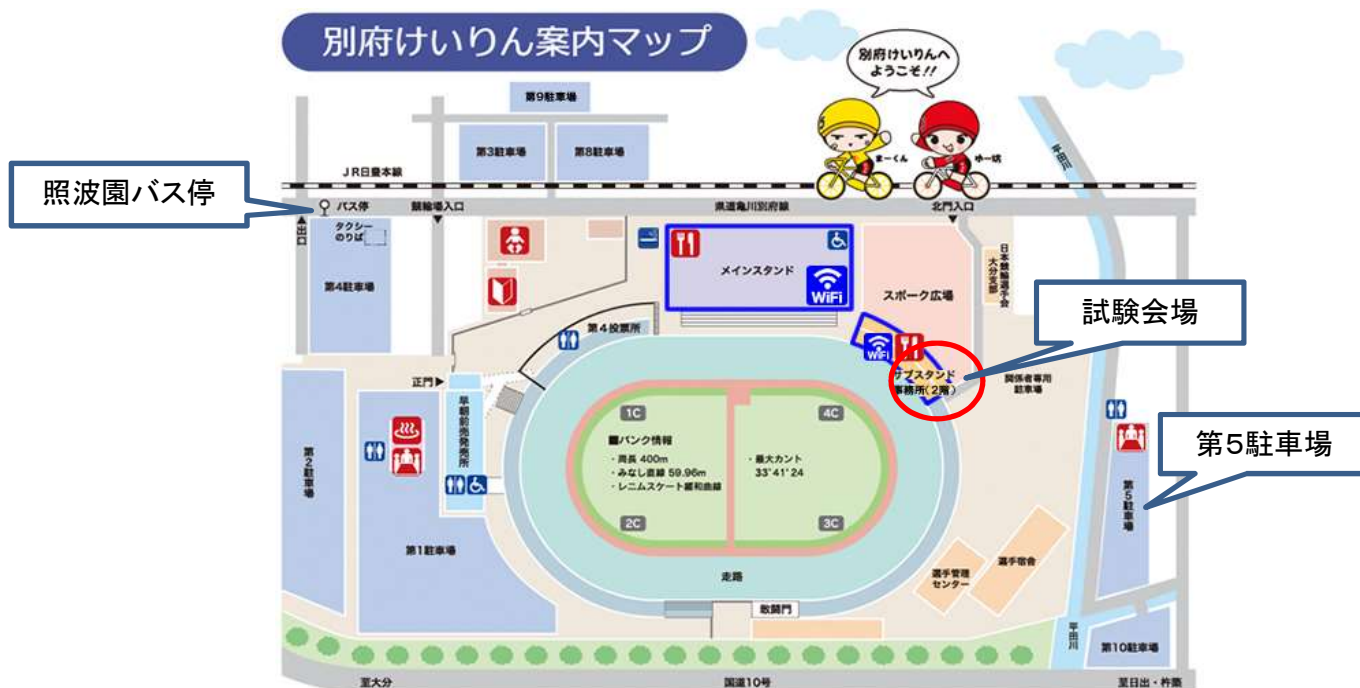 別府けいりん案内マップ
別府けいりんへ
ようこそ!!
まーくん
ゆー坊
第9駐車場
第3駐車場
第8駐車場
平田川
JR日豊本線
照波園バス停
バス停
競輪場入口
県道亀川別府線
北門入口
▲出口
タクシー
のりば
第4駐車場
メインスタンド
WiFi
スポーク広場
日本競輪選手会
大分支部
試験会場
第4投票所
WiFi
サブスタンド
事務所(2階)
関係者専用
駐車場
正門▶
早朝前売発売所
第2駐車場
1C
4C
■バンク情報
・周長 400m
・みなし直線 59.96m
・レムニスケート緩和曲線
・最大カント
33°41'24
2C
3C
第5駐車場
第5駐車場
第1駐車場
走路
選手管理
センター
選手宿舎
敢闘門
平田川
第10駐車場
至大分
国道10号
至日出・杵築